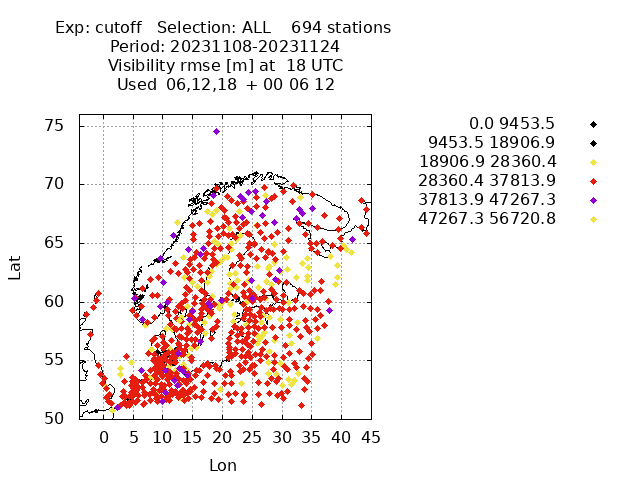 Exp: cutoff   Selection: ALL    694 stations
Period: 20231108-20231124
Visibility rmse [m] at  18 UTC
Used  06,12,18  + 00 06 12
0.0 9453.5
9453.5 18906.9
18906.9 28360.4
28360.4 37813.9
37813.9 47267.3
47267.3 56720.8
75
70
65
60
55
50
Lat
0 5 10 15 20 25 30 35 40 45
Lon